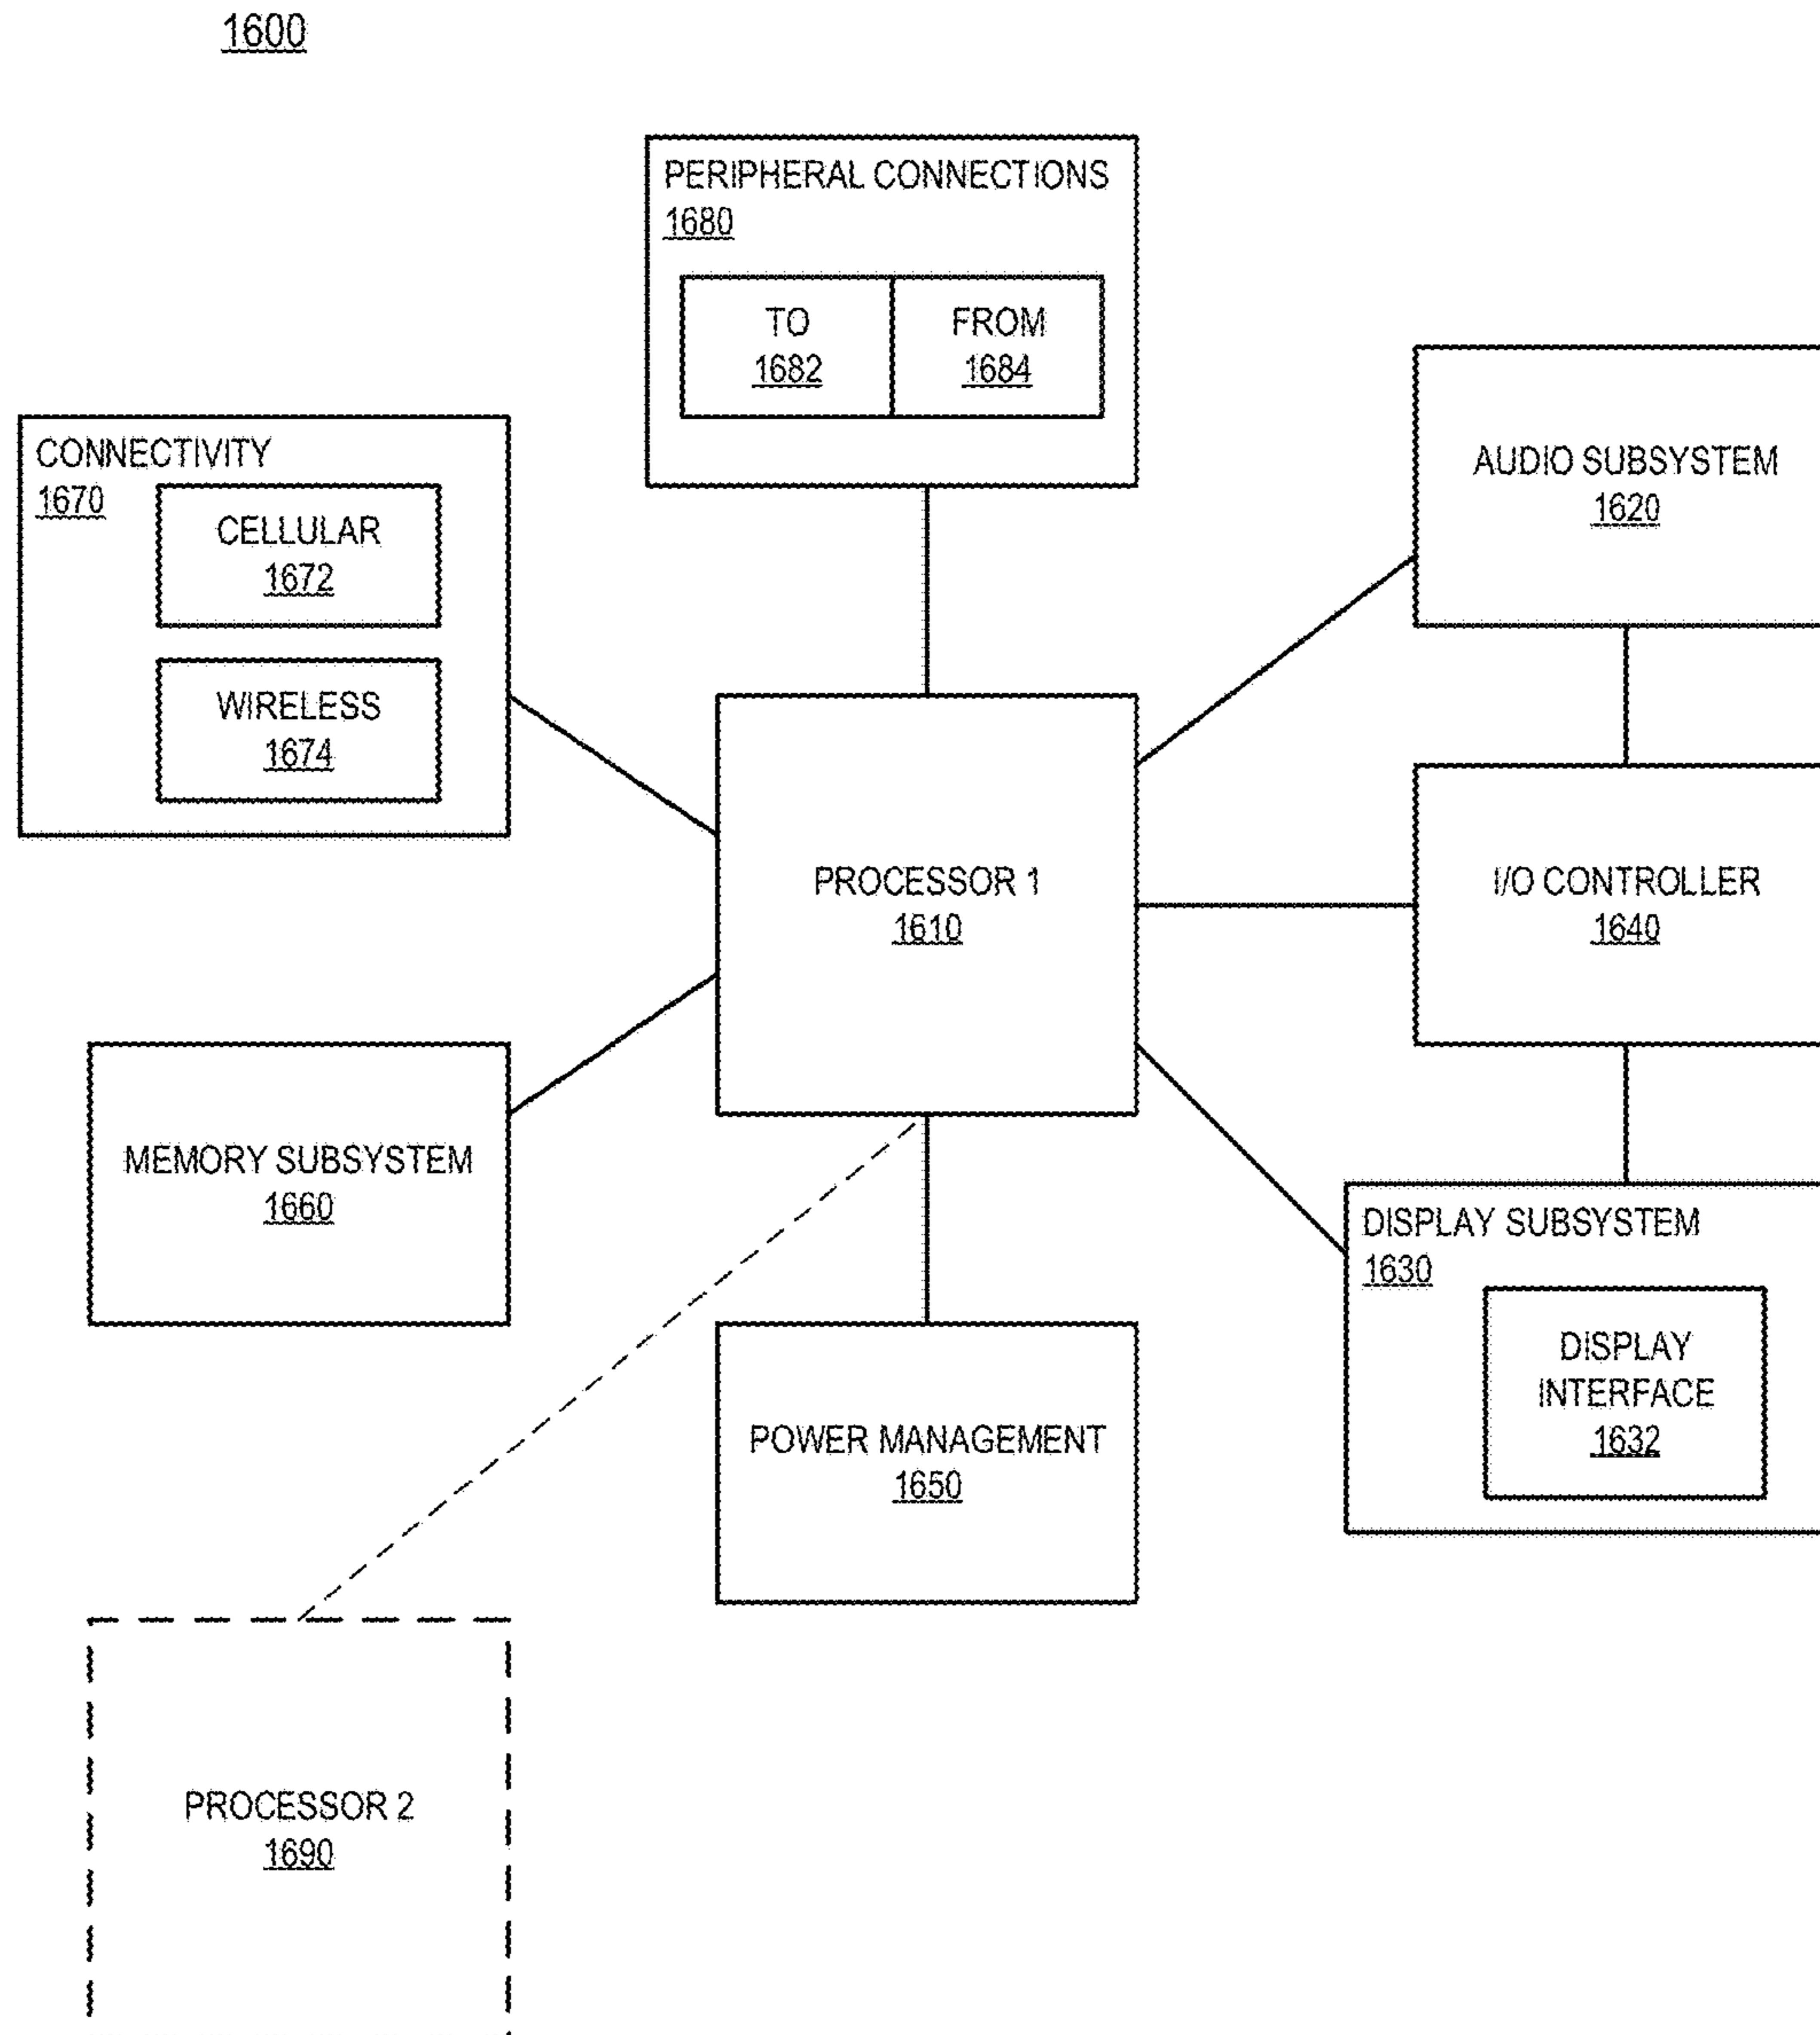 1600
PERIPHERAL CONNECTIONS
1680
TO
1682
FROM
1684
CONNECTIVITY
1670
CELLULAR
1672
WIRELESS
1674
AUDIO SUBSYSTEM
1620
PROCESSOR 1
1610
I/O CONTROLLER
1640
MEMORY SUBSYSTEM
1660
DISPLAY SUBSYSTEM
1630
DISPLAY
INTERFACE
1632
POWER MANAGEMENT
1650
PROCESSOR 2
1690